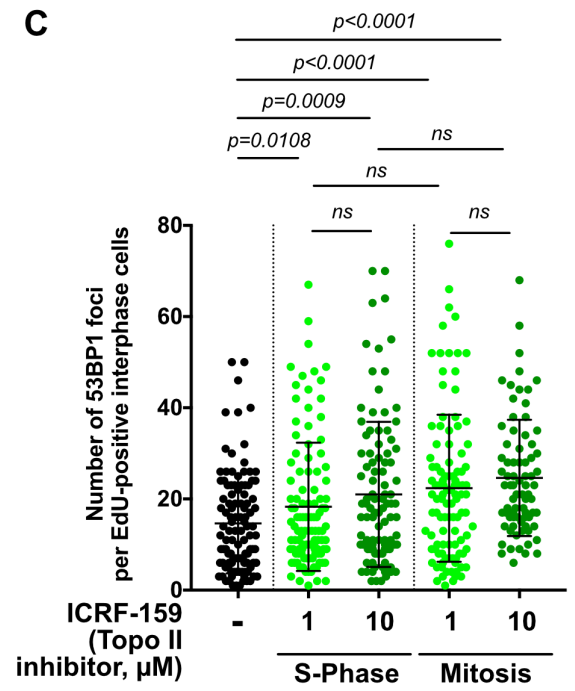 C
p<0.0001
p<0.0001
p=0.0009
ns
p=0.0108
ns
ns
ns
Number of 53BP1 foci
per EdU-positive interphase cells
80
60
40
20
0
ICRF-159
(Topo II
inhibitor, µM)
- 1 10 1 10
S-Phase Mitosis